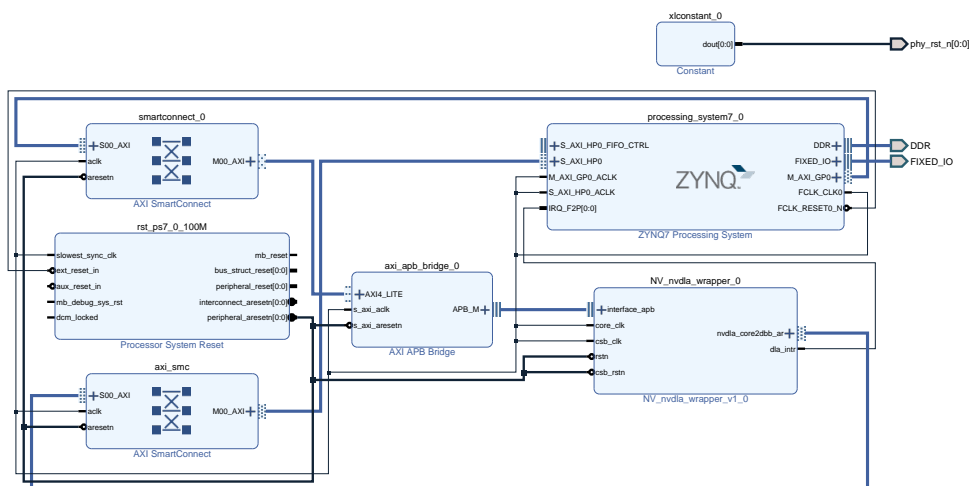 xlconstant_0
dout[0:0]
phy_rst_n[0:0]
Constant
smartconnect_0
S00_AXI
aclk
aresetn
M00_AXI
AXI SmartConnect
processing_system7_0
S_AXI_HP0_FIFO_CTRL
S_AXI_HP0
M_AXI_GP0_ACLK
S_AXI_HP0_ACLK
IRQ_F2P[0:0]
ZYNQ
DDR
FIXED_IO
M_AXI_GP0
FCLK_CLK0
FCLK_RESET0_N
ZYNQ7 Processing System
DDR
FIXED_IO
rst_ps7_0_100M
slowest_sync_clk
ext_reset_in
aux_reset_in
mb_debug_sys_rst
dcm_locked
mb_reset
bus_struct_reset[0:0]
peripheral_reset[0:0]
interconnect_aresetn[0:0]
peripheral_aresetn[0:0]
Processor System Reset
axi_apb_bridge_0
AXI4_LITE
s_axi_aclk
s_axi_aresetn
APB_M
AXI APB Bridge
NV_nvdla_wrapper_0
interface_apb
core_clk
csb_clk
rstn
csb_rstn
nvdla_core2dbb_ar
dla_intr
NV_nvdla_wrapper_v1_0
axi_smc
S00_AXI
aclk
aresetn
M00_AXI
AXI SmartConnect